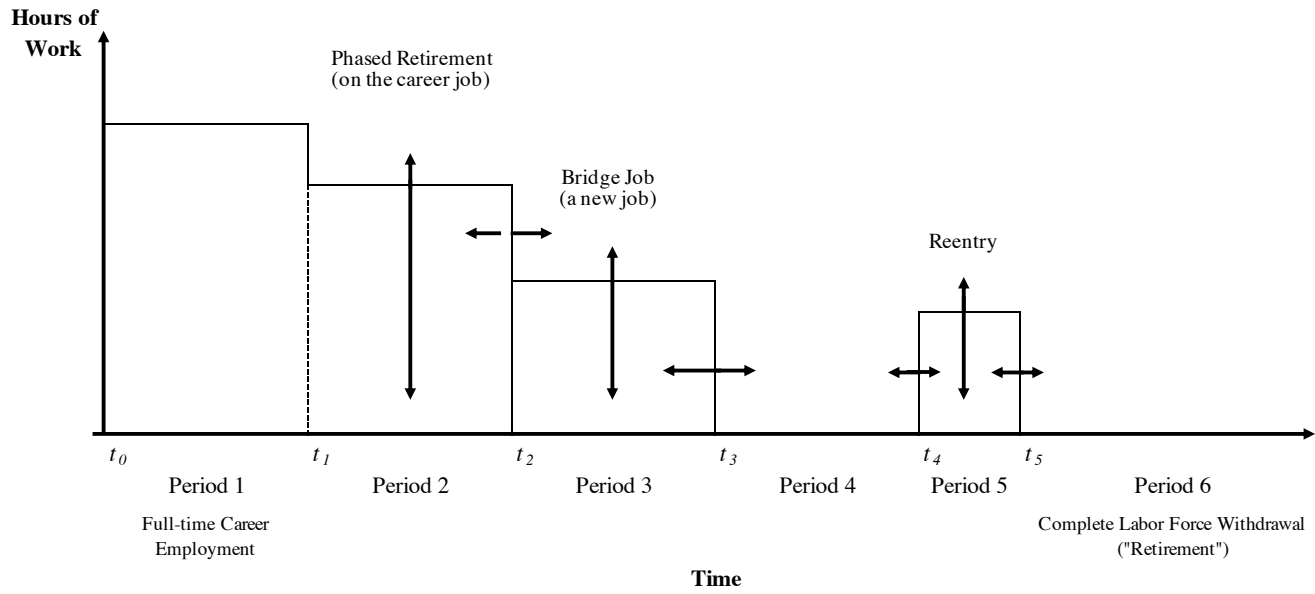 Hours of
Work
Phased Retirement
(on the career job)
Bridge Job
(a new job)
Reentry
t0 t1 t2 t3 t4 t5
Period 1 Period 2 Period 3 Period 4 Period 5 Period 6
Full-time Career
Employment
Complete Labor Force Withdrawal
("Retirement")
Time